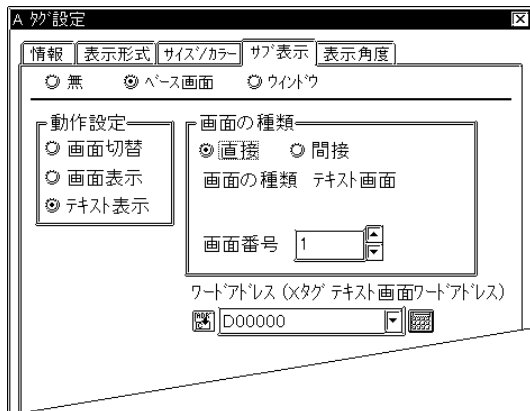 A ﾀｸﾞ設定
情報 表示形式 ｻｲｽﾞ/ｶﾗｰ ｻﾌﾞ表示 表示角度
無 ﾍﾞｰｽ画面 ｳｨﾝﾄﾞｳ
動作設定
画面切替
画面表示
ﾃｷｽﾄ表示
画面の種類
直接 間接
画面の種類 ﾃｷｽﾄ画面
画面番号 1
ﾜｰﾄﾞｱﾄﾞﾚｽ (Xﾀｸﾞ ﾃｷｽﾄ画面ﾜｰﾄﾞｱﾄﾞﾚｽ)
D00000